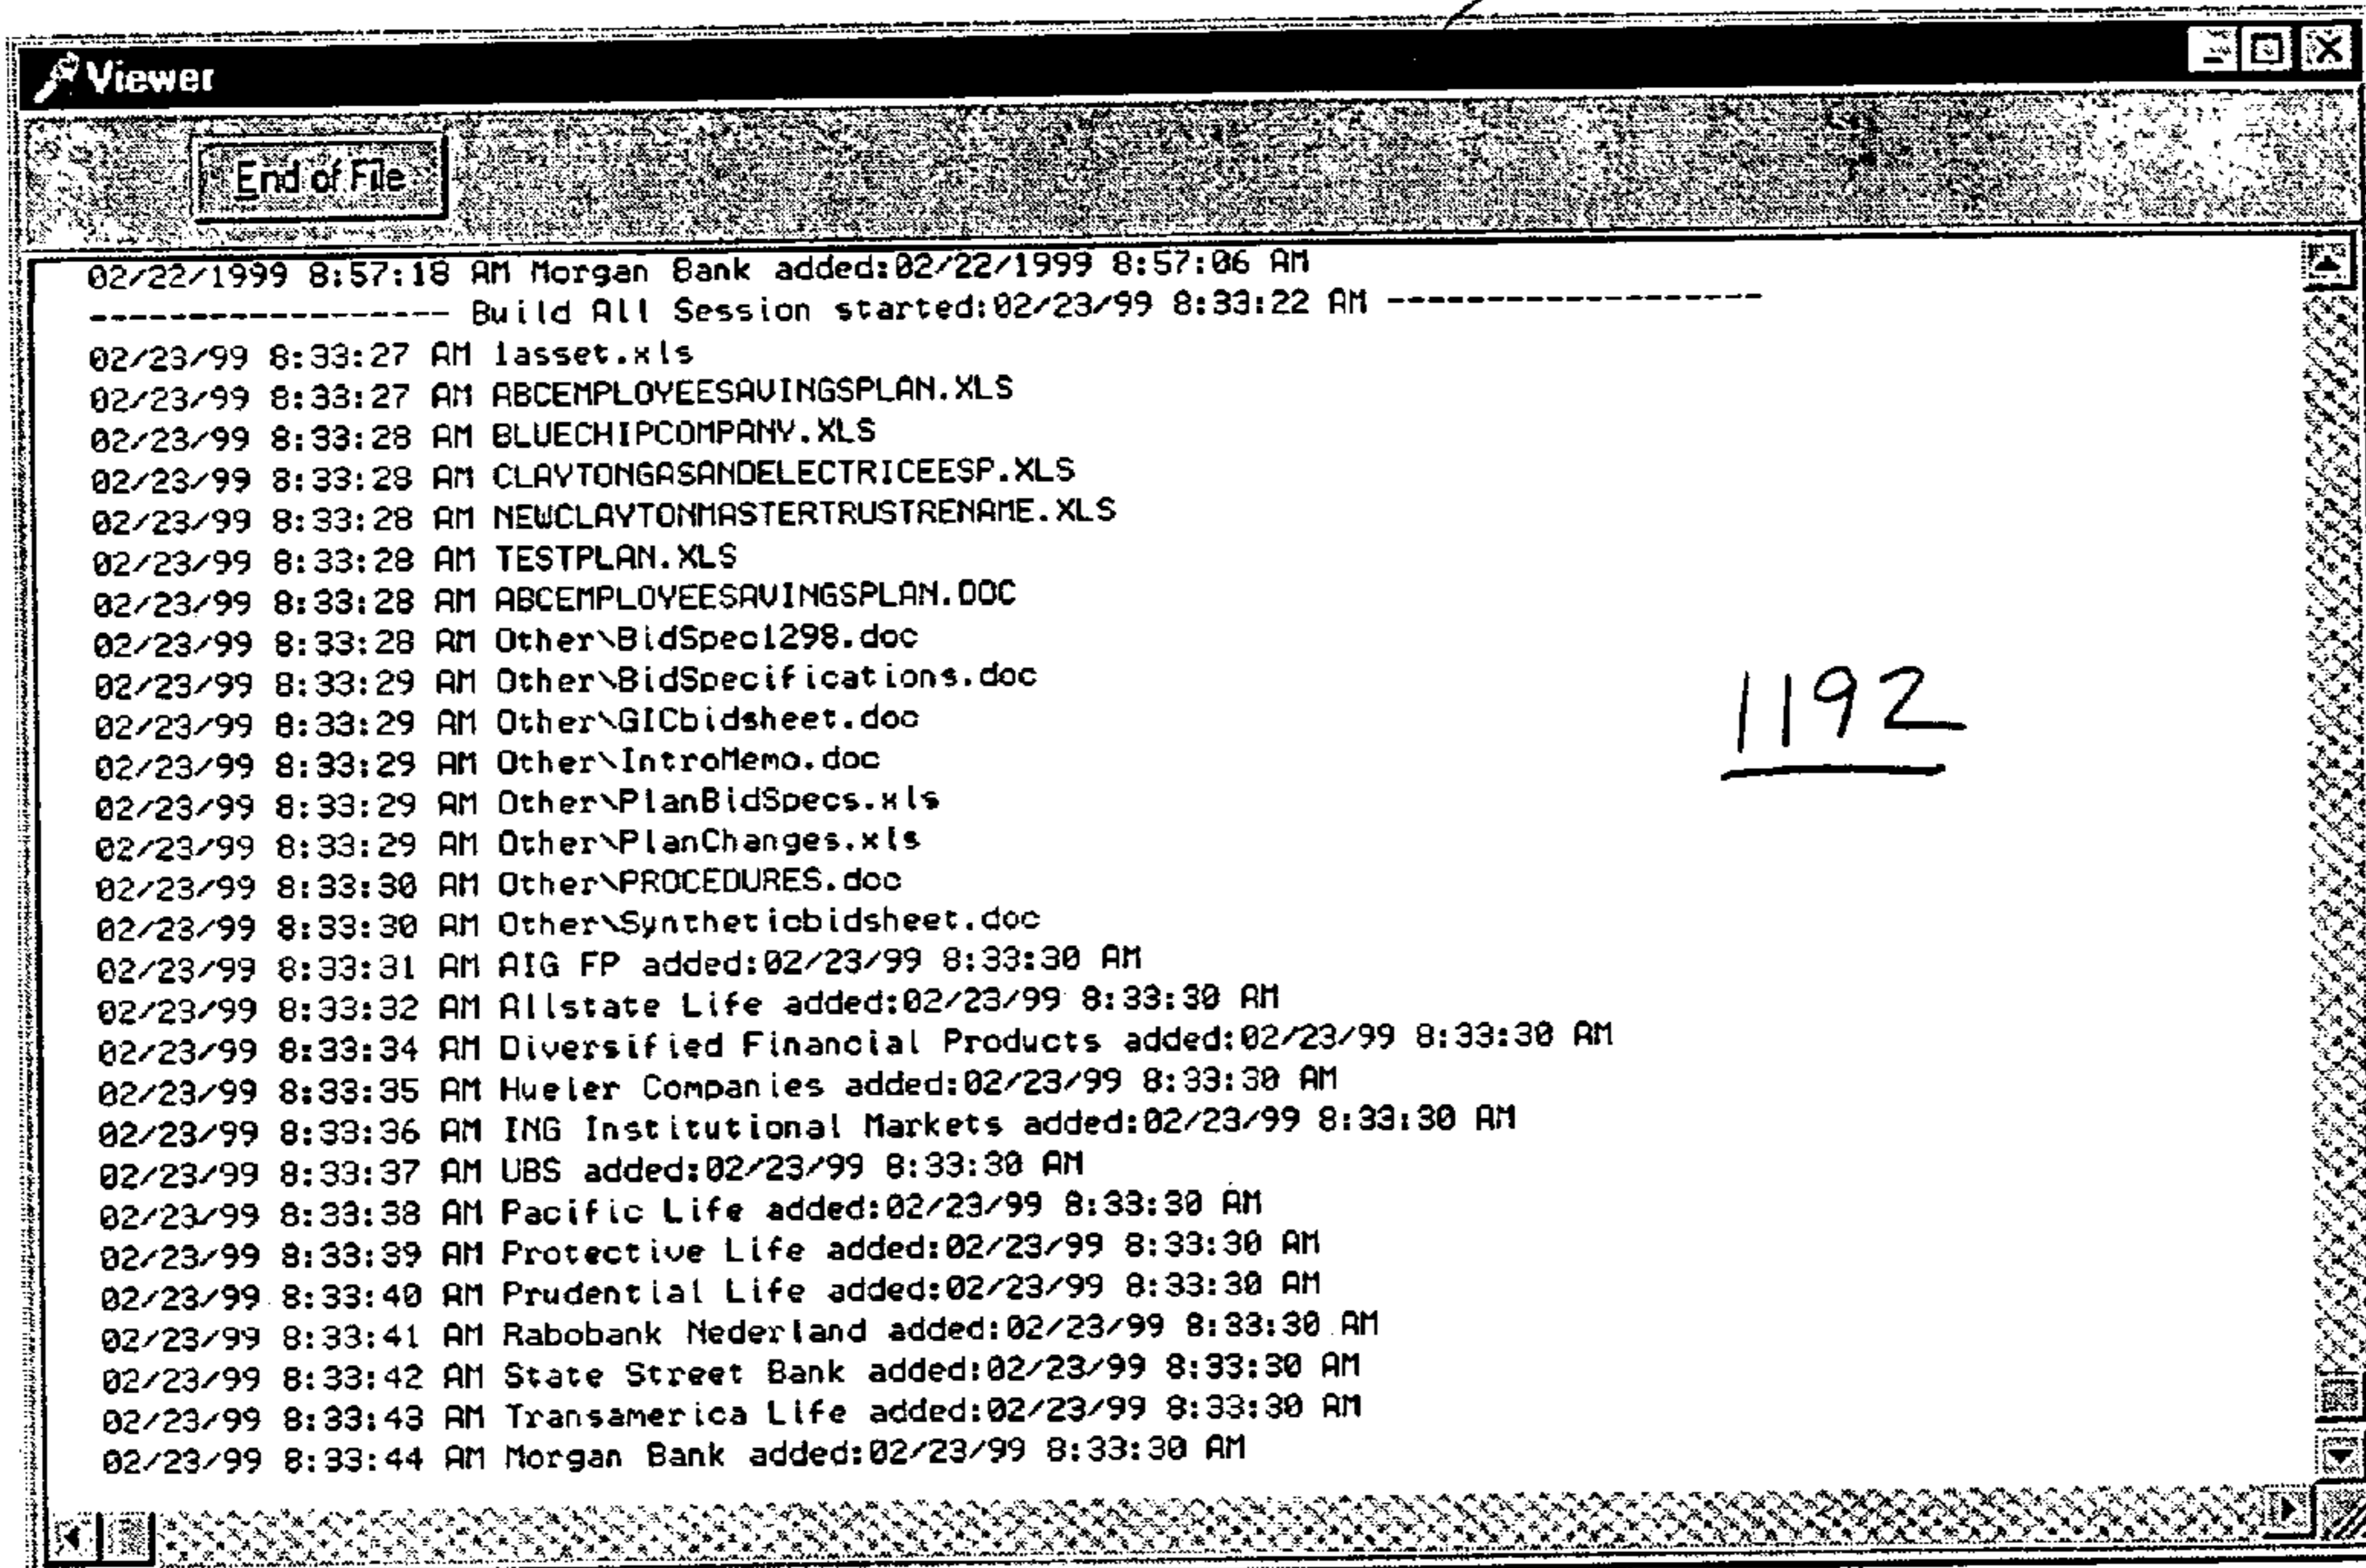 Viewer
End of File
02/22/1999 8:57:18 AM Morgan Bank added:02/22/1999 8:57:06 AM
------------------ Build All Session started:02/23/99 8:33:22 AM -------------------
02/23/99 8:33:27 AM lasset.xls
02/23/99 8:33:27 AM ABCEMPLOYEESAVINGSPLAN.XLS
02/23/99 8:33:28 AM BLUECHIPCOMPANY.XLS
02/23/99 8:33:28 AM CLAYTONGASANDELECTRICEESP.XLS
02/23/99 8:33:28 AM NEWCLAYTONMASTERTRUSTRENAME.XLS
02/23/99 8:33:28 AM TESTPLAN.XLS
02/23/99 8:33:28 AM ABCEMPLOYEESAVINGSPLAN.DOC
02/23/99 8:33:28 AM Other\BidSpec1298.doc
02/23/99 8:33:29 AM Other\BidSpecifications.doc
02/23/99 8:33:29 AM Other\GICbidsheet.doc
02/23/99 8:33:29 AM Other\IntroMemo.doc
02/23/99 8:33:29 AM Other\PlanBidSpecs.xls
02/23/99 8:33:29 AM Other\PlanChanges.xls
02/23/99 8:33:30 AM Other\PROCEDURES.doc
02/23/99 8:33:30 AM Other\Syntheticbidsheet.doc
02/23/99 8:33:31 AM AIG FP added:02/23/99 8:33:30 AM
02/23/99 8:33:32 AM Allstate Life added:02/23/99 8:33:30 AM
02/23/99 8:33:34 AM Diversified Financial Products added:02/23/99 8:33:30 AM
02/23/99 8:33:35 AM Hueler Companies added:02/23/99 8:33:30 AM
02/23/99 8:33:36 AM ING Institutional Markets added:02/23/99 8:33:30 AM
02/23/99 8:33:37 AM UBS added:02/23/99 8:33:30 AM
02/23/99 8:33:38 AM Pacific Life added:02/23/99 8:33:30 AM
02/23/99 8:33:39 AM Protective Life added:02/23/99 8:33:30 AM
02/23/99 8:33:40 AM Prudential Life added:02/23/99 8:33:30 AM
02/23/99 8:33:41 AM Rabobank Nederland added:02/23/99 8:33:30 AM
02/23/99 8:33:42 AM State Street Bank added:02/23/99 8:33:30 AM
02/23/99 8:33:43 AM Transamerica Life added:02/23/99 8:33:30 AM
02/23/99 8:33:44 AM Morgan Bank added:02/23/99 8:33:30 AM
1192